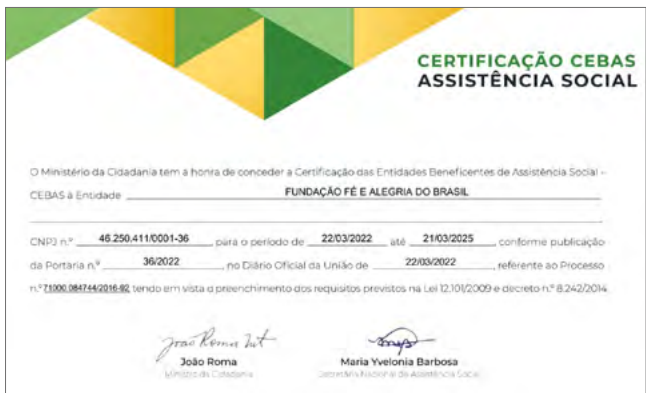 CERTIFICAÇÃO CEBAS
ASSISTÊNCIA SOCIAL
O Ministério da Cidadania tem a honra de conceder a Certificação das Entidades Beneficentes de Assistência Social –
CEBAS à Entidade FUNDAÇÃO FÉ E ALEGRIA DO BRASIL
CNPJ n.º 46.250.411/0001-36 para o período de 22/03/2022 até 21/03/2025, conforme publicação
da Portaria n.º 36/2022, no Diário Oficial da União de 22/03/2022, referente ao Processo
n.º 71000.084744/2016-92 tendo em vista o preenchimento dos requisitos previstos na Lei 12.101/2009 e decreto n.º 8.242/2014.
João Roma
Maria Yvelonia Barbosa
Ministro da Cidadania
Secretária Nacional de Assistência Social